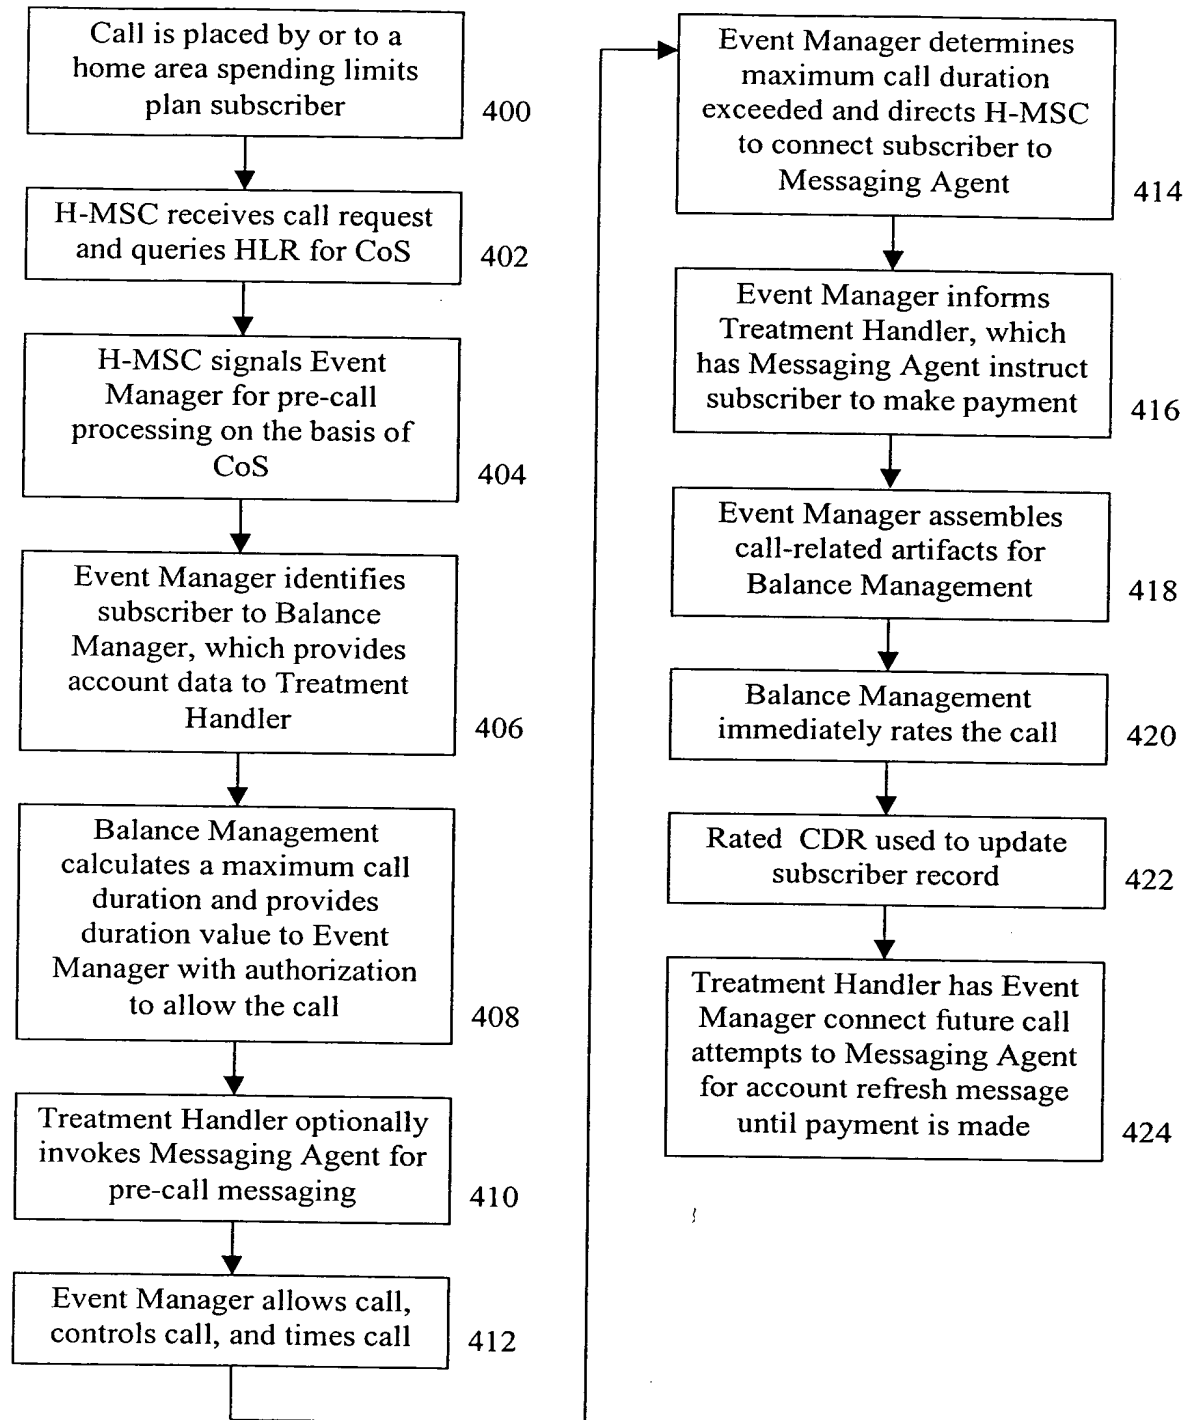 Call is placed by or to a
home area spending limits
plan subscriber
400
H-MSC receives call request
and queries HLR for CoS
402
H-MSC signals Event
Manager for pre-call
processing on the basis of
CoS
404
Event Manager identifies
subscriber to Balance
Manager, which provides
account data to Treatment
Handler
406
Balance Management
calculates a maximum call
duration and provides
duration value to Event
Manager with authorization
to allow the call
408
Treatment Handler optionally
invokes Messaging Agent for
pre-call messaging
410
Event Manager allows call,
controls call, and times call
412
Event Manager determines
maximum call duration
exceeded and directs H-MSC
to connect subscriber to
Messaging Agent
414
Event Manager informs
Treatment Handler, which
has Messaging Agent instruct
subscriber to make payment
416
Event Manager assembles
call-related artifacts for
Balance Management
418
Balance Management
immediately rates the call
420
Rated CDR used to update
subscriber record
422
Treatment Handler has Event
Manager connect future call
attempts to Messaging Agent
for account refresh message
until payment is made
424